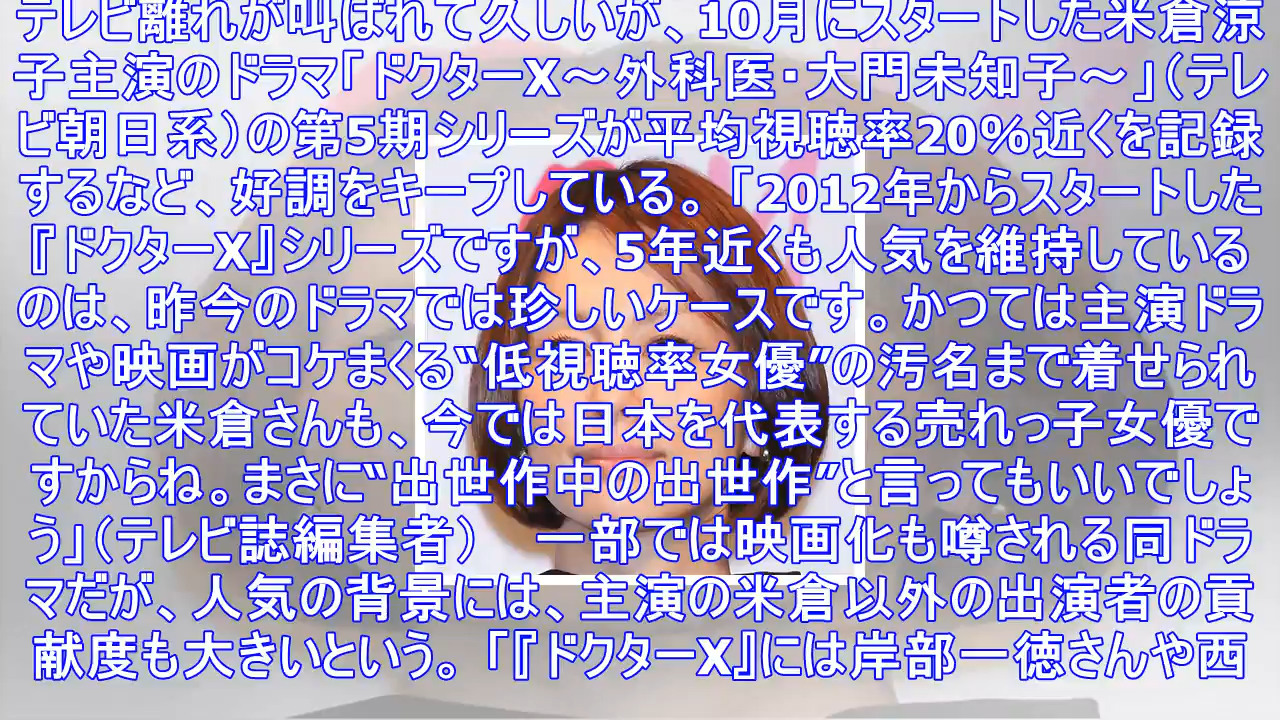 テレビ離れが叫ばれて久しいが、10月にスタートした米倉涼
子主演のドラマ「ドクターX～外科医・大門未知子～」（テレ
ビ朝日系）の第5期シリーズが平均視聴率20％近くを記録
するなど、好調をキープしている。「2012年からスタートした
『ドクターX』シリーズですが、5年近くも人気を維持している
のは、昨今のドラマでは珍しいケースです。かつては主演ドラ
マや映画がコケまくる“低視聴率女優”の汚名まで着せられ
ていた米倉さんも、今では日本を代表する売れっ子女優で
すからね。まさに“出世作中の出世作”と言ってもいいでしょ
う」（テレビ誌編集者）　一部では映画化も噂される同ドラ
マだが、人気の背景には、主演の米倉以外の出演者の貢
献度も大きいという。「『ドクターX』には岸部一徳さんや西